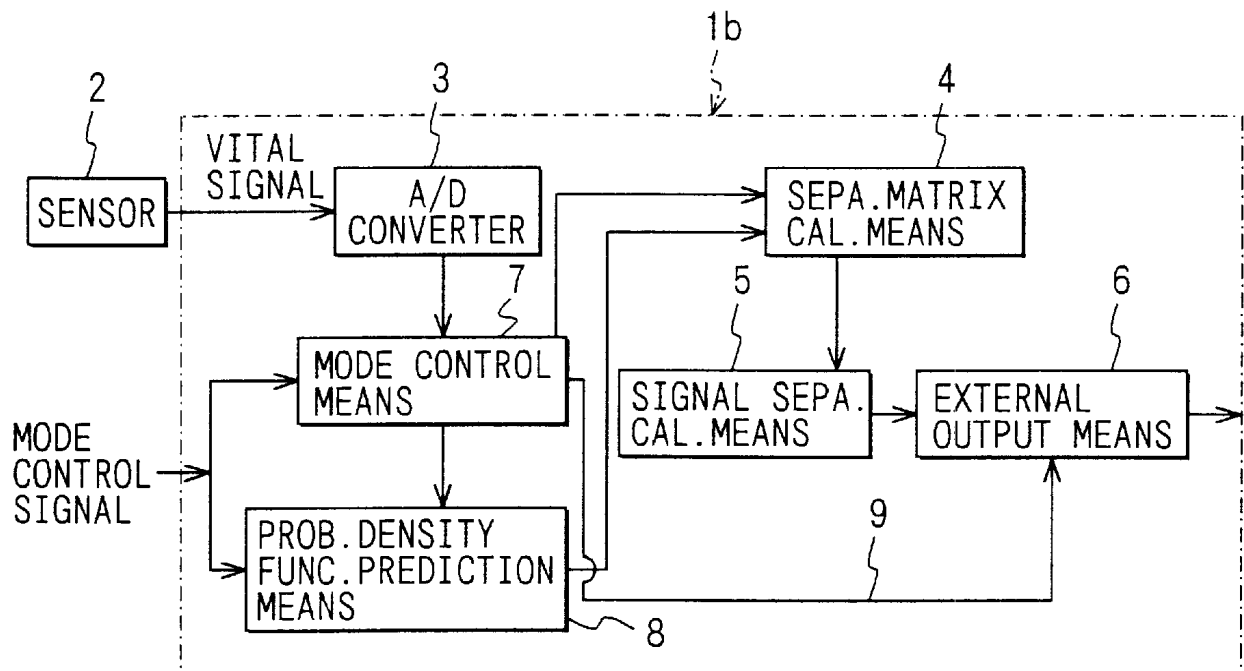 1b
2
3
4
VITAL
SIGNAL
SENSOR
A/D
CONVERTER
SEPA.MATRIX
CAL.MEANS
7
5
6
MODE CONTROL
MEANS
SIGNAL SEPA.
CAL.MEANS
EXTERNAL
OUTPUT MEANS
MODE
CONTROL
SIGNAL
PROB.DENSITY
FUNC.PREDICTION
MEANS
9
8